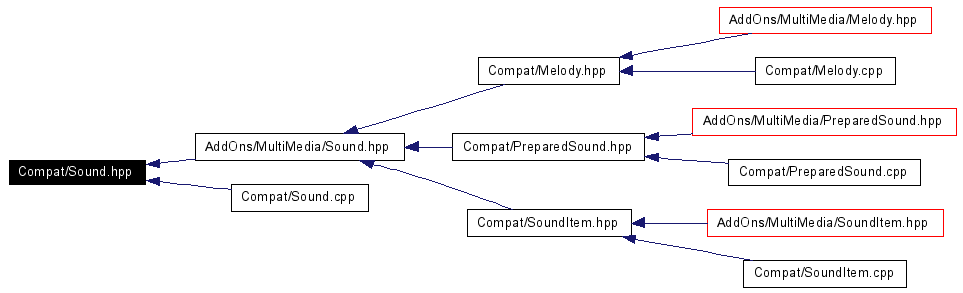 AddOns/MultiMedia/Melody.hpp
Compat/Melody.hpp
Compat/Melody.cpp
AddOns/MultiMedia/PreparedSound.hpp
AddOns/MultiMedia/Sound.hpp
Compat/PreparedSound.hpp
Compat/Sound.hpp
Compat/PreparedSound.cpp
Compat/Sound.cpp
Compat/SoundItem.hpp
AddOns/MultiMedia/SoundItem.hpp
Compat/SoundItem.cpp